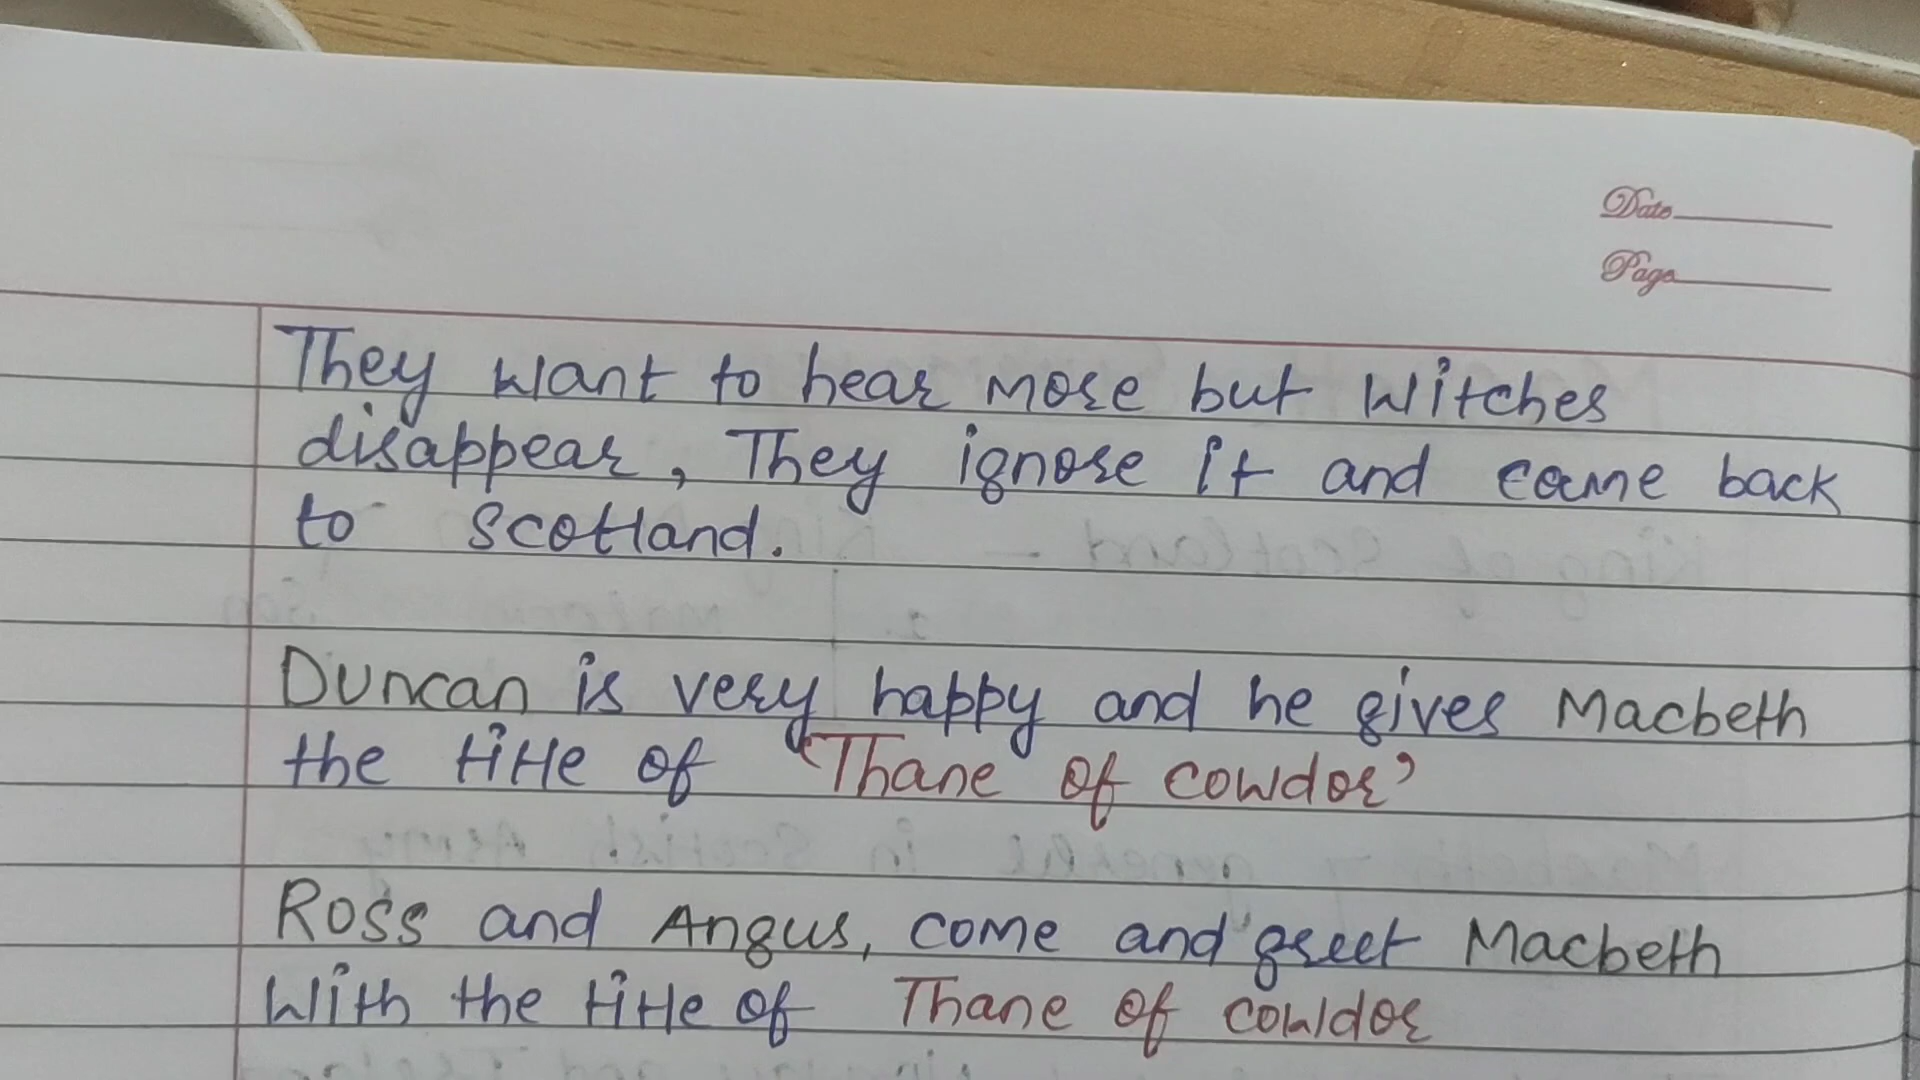 Date
Page
They want to hear more but witches
disappear, They ignore it and came back
to Scotland.
Duncan is very happy and he gives Macbeth
the title of 'Thane of cowdor'
Ross and Angus, come and greet Macbeth
With the title of Thane of cowdor